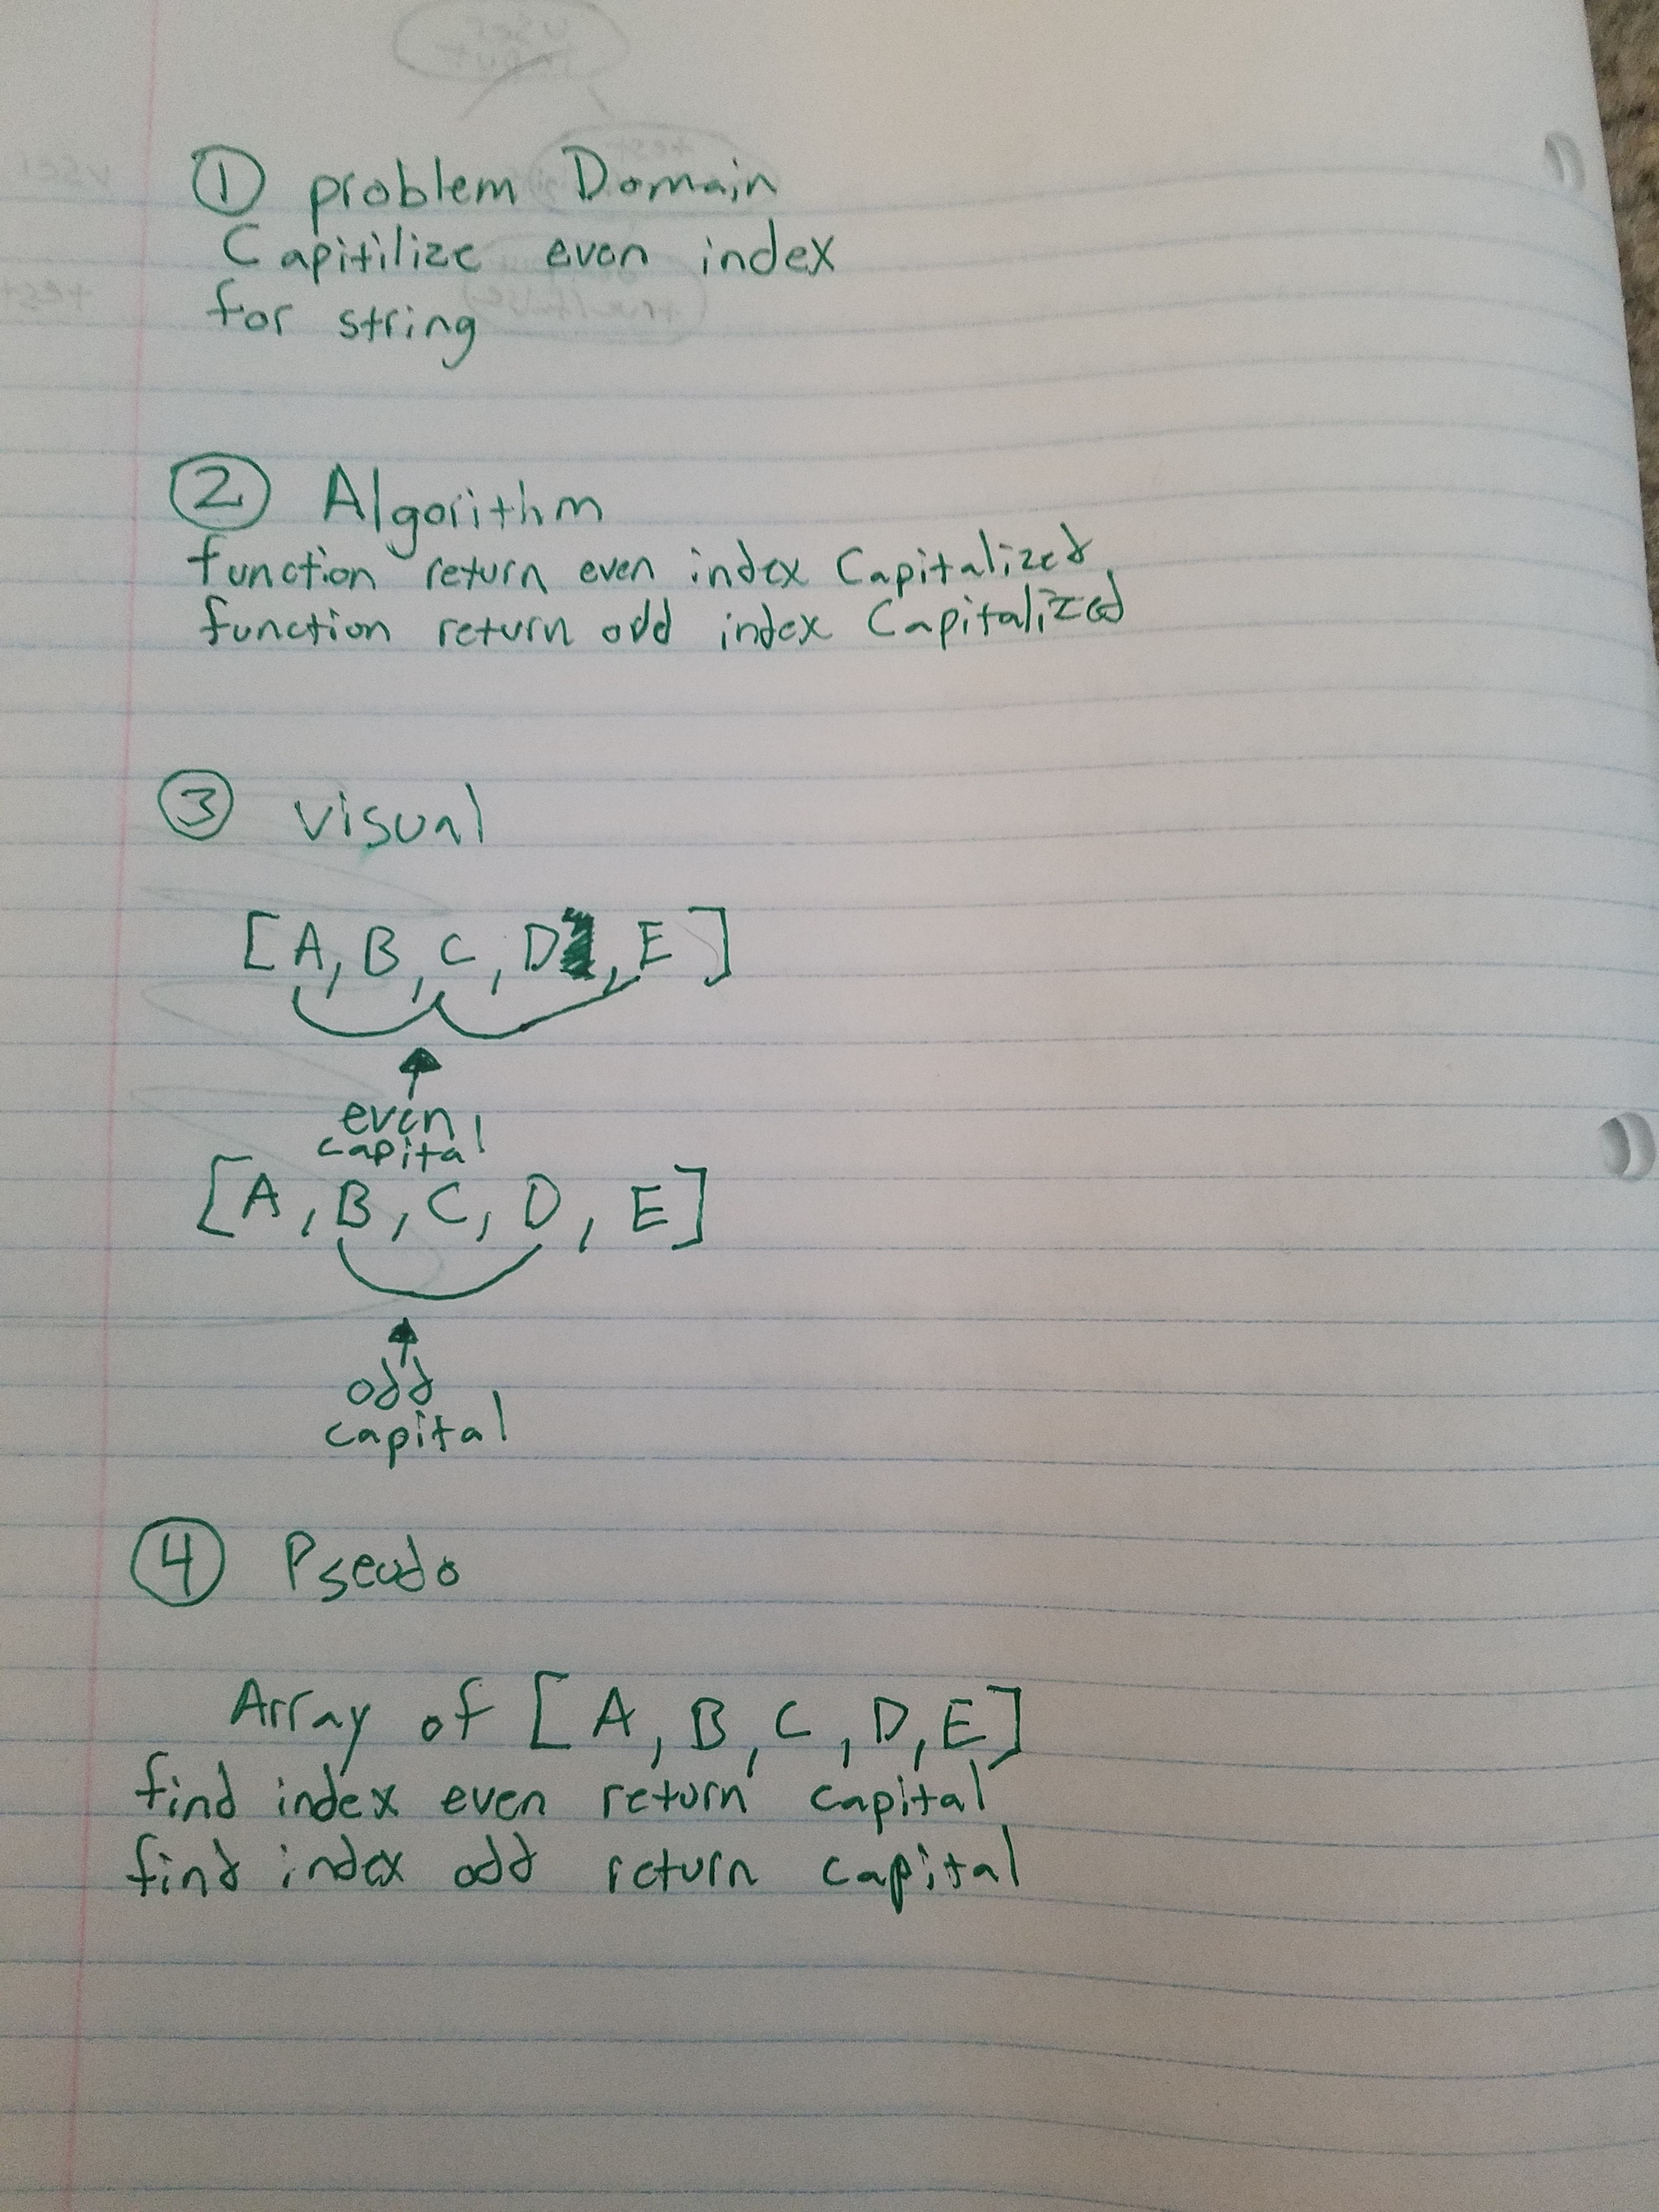 ① problem Domain
Capitilize even index
for string
② Algorithm
function return even index Capitalized
function return odd index Capitalized
③ visual
[A, B, C, D, E]
even
capital
[A, B, C, D, E]
odd
capital
④ Pseudo
Array of [A, B, C, D, E]
find index even return capital
find index odd return capital